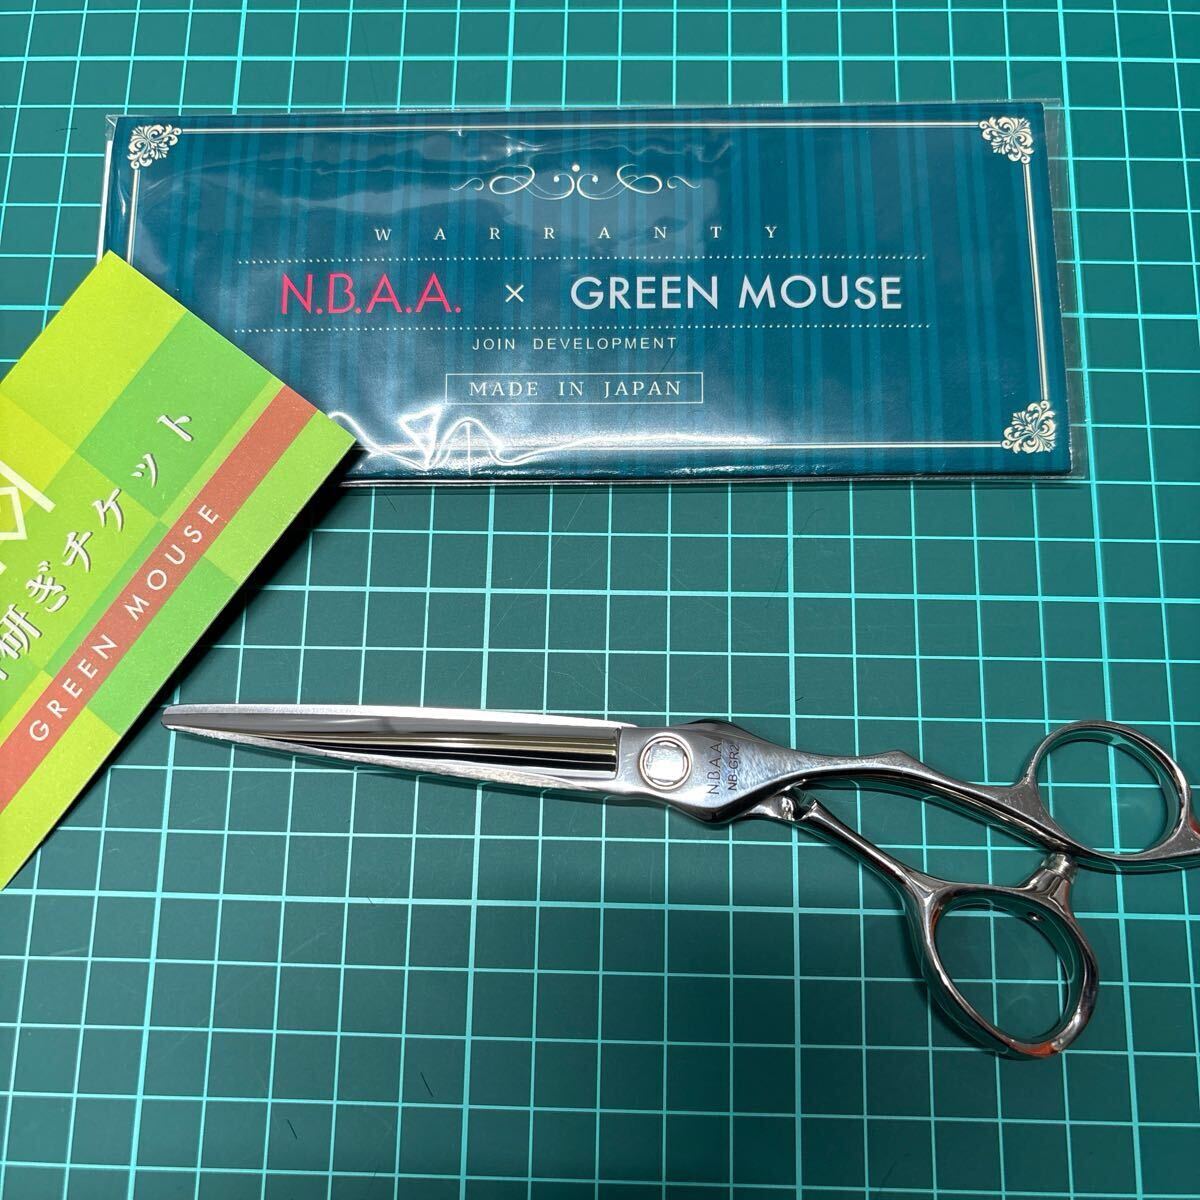 WARRANTY
N.B.A.A. × GREEN MOUSE
JOIN DEVELOPMENT
MADE IN JAPAN
研ぎチケット
GREEN MOUSE
N.B.A.A.
NB-GR2